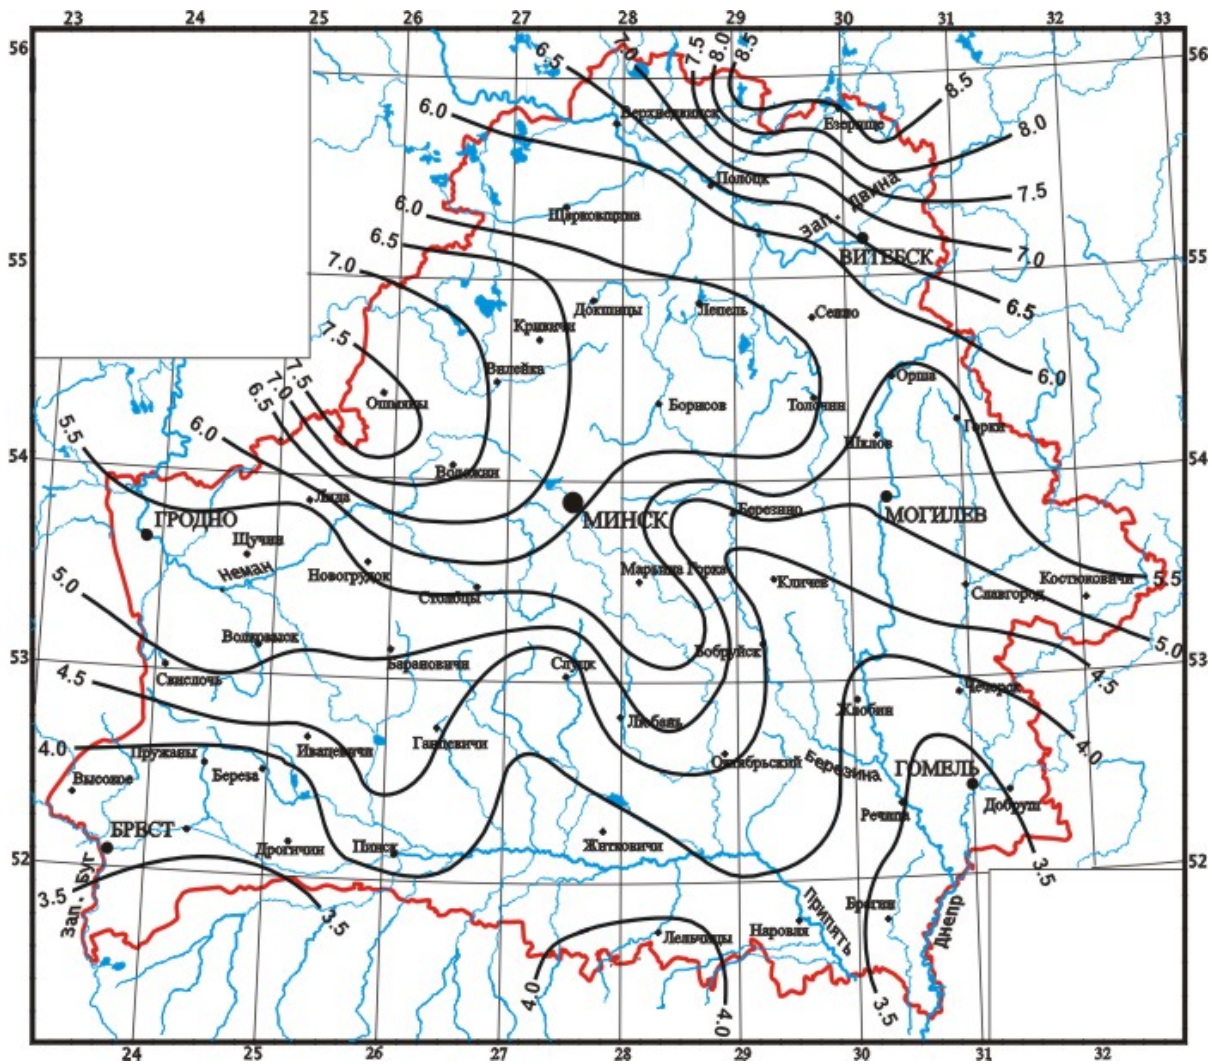 23 24 25 26 27 28 29 30 31 32 33
56
56
8.5
8.0
7.5
7.0
6.5
8.5
6.0
Верхнедвинск
Езерище
8.0
Полоцк
7.5
Зап. Двина
6.0
Шарковщина
6.5
ВИТЕБСК
7.0
55
55
7.0
6.5
Докшицы
Лепель
Сенно
Кривичи
7.5
Вилейка
6.0
Орша
7.5
7.0
6.5
Ошмяны
Борисов
Толочин
Горки
6.0
5.5
Шклов
54
54
Воложин
Лида
ГРОДНО
МИНСК
Березино
МОГИЛЕВ
Щучин
Неман
Новогрудок
Марьина Горка
Кличев
Костюковичи
5.5
5.0
Столбцы
Славгород
Волковыск
Бобруйск
5.0
53
53
Свислочь
Барановичи
Слуцк
4.5
4.5
Чечерск
Жлобин
Любань
4.0
4.0
Пружаны
Ивацевичи
Ганцевичи
Октябрьский
Березина
ГОМЕЛЬ
Высокое
Береза
Добруш
Речица
БРЕСТ
Дрогичин
Пинск
Житковичи
52
52
3.5
3.5
Зап. Буг
3.5
Брагин
Припять
Днепр
Лельчицы
Наровля
4.0
4.0
3.5
24 25 26 27 28 29 30 31 32